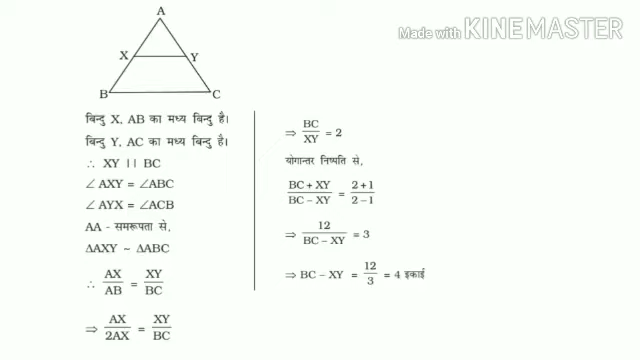 Made with KINEMASTER
A
X
Y
B
C
बिन्दु X, AB का मध्य बिन्दु है।
बिन्दु Y, AC का मध्य बिन्दु है।
∴ XY || BC
∠ AXY = ∠ABC
∠ AYX = ∠ACB
AA - समरूपता से,
ΔAXY ~ ΔABC
∴ AX/AB = XY/BC
⇒ AX/2AX = XY/BC
⇒ BC/XY = 2
योगान्तर निष्पति से,
BC + XY/BC – XY = 2 + 1/2 – 1
⇒ 12/BC – XY = 3
⇒ BC – XY = 12/3 = 4 इकाई